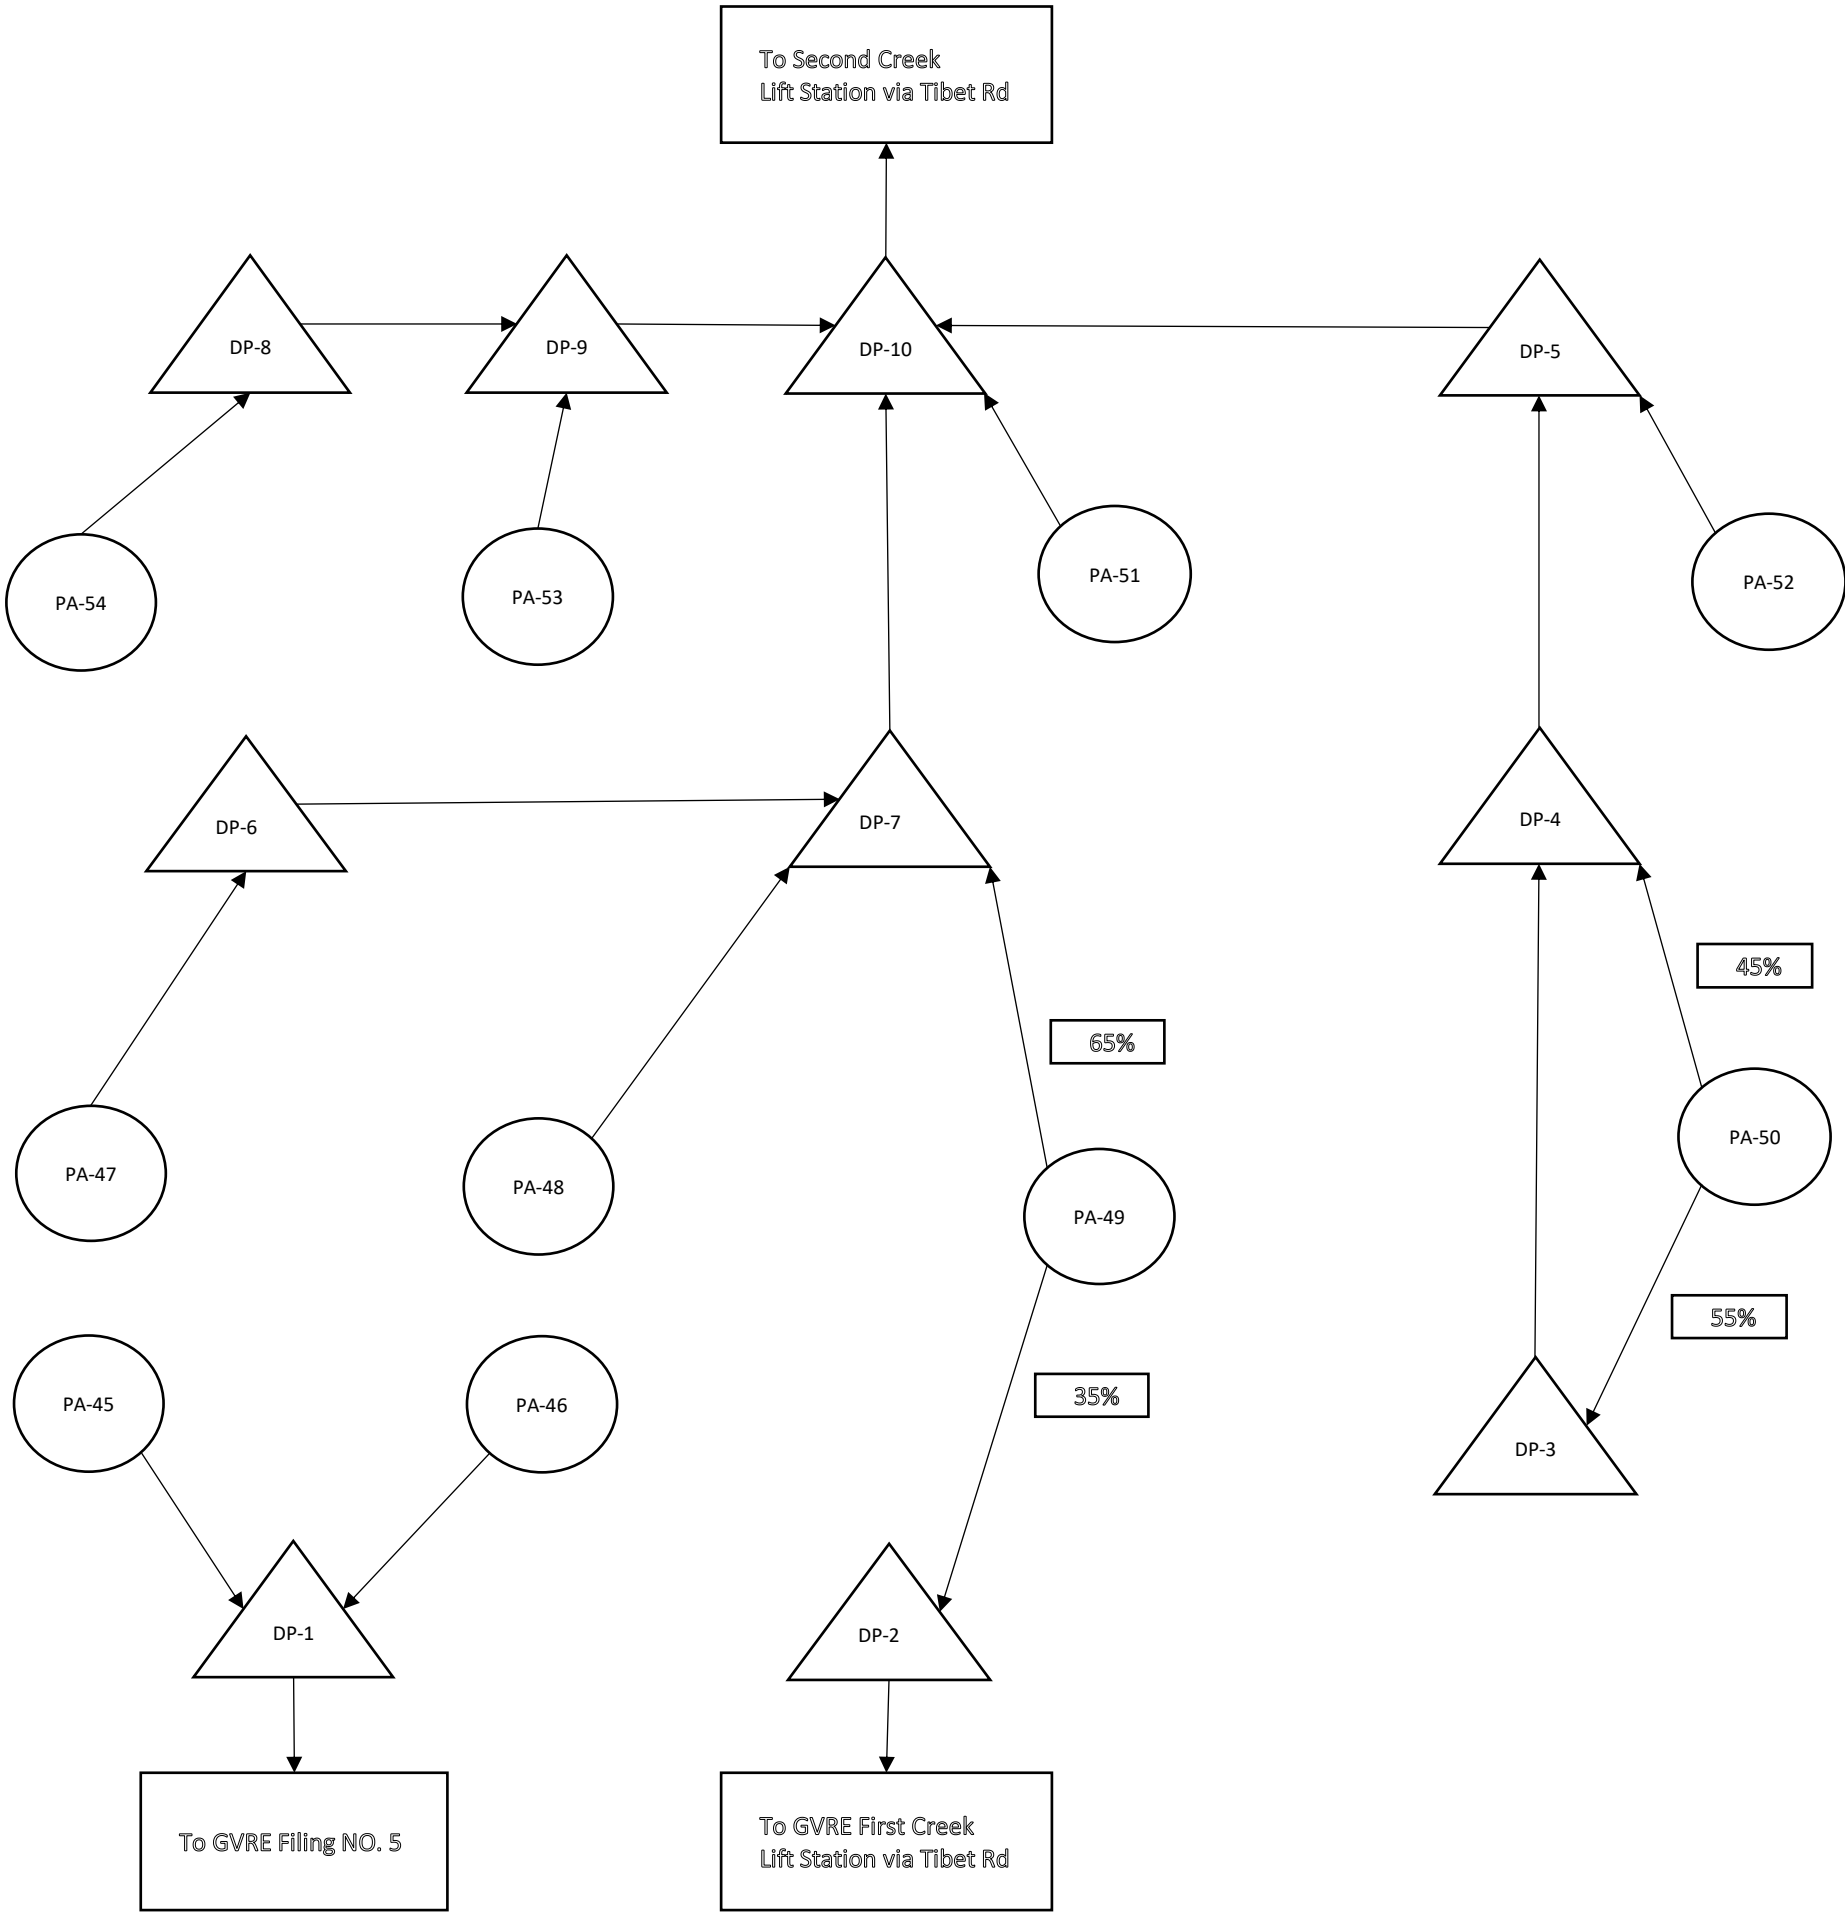 To Second Creek
Lift Station via Tibet Rd
DP-8
DP-9
DP-10
DP-5
PA-54
PA-53
PA-51
PA-52
DP-6
DP-7
DP-4
45%
65%
PA-47
PA-48
PA-49
PA-50
55%
35%
PA-45
PA-46
DP-3
DP-1
DP-2
To GVRE Filing NO. 5
To GVRE First Creek
Lift Station via Tibet Rd